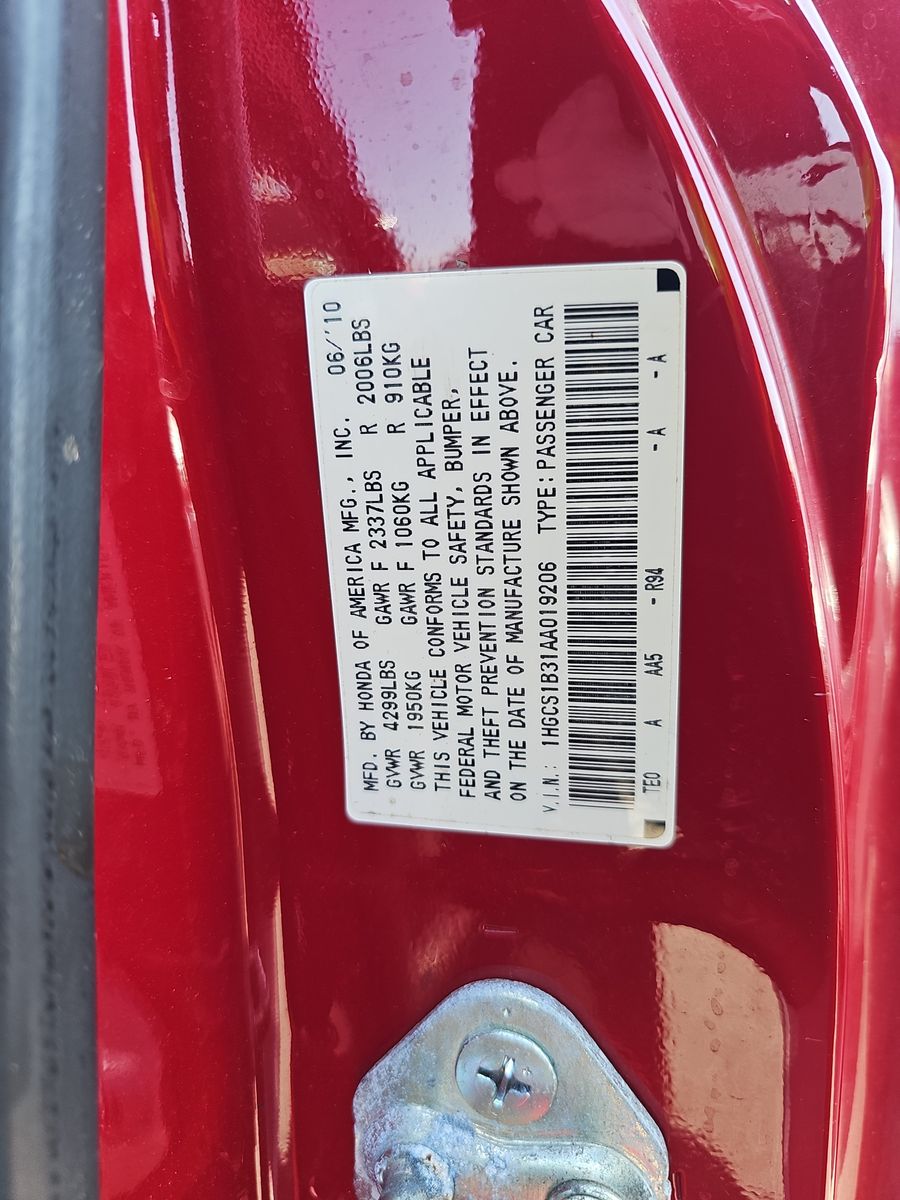 MFD. BY HONDA OF AMERICA MFG., INC. 06/'10
GVWR 4299LBS GAWR F 2337LBS R 2006LBS
GVWR 1950KG GAWR F 1060KG R 910KG
THIS VEHICLE CONFORMS TO ALL APPLICABLE
FEDERAL MOTOR VEHICLE SAFETY, BUMPER,
AND THEFT PREVENTION STANDARDS IN EFFECT
ON THE DATE OF MANUFACTURE SHOWN ABOVE.
V.I.N.: 1HGCS1B31AA019206 TYPE: PASSENGER CAR
TE0 A AA5 - R94 - A - A